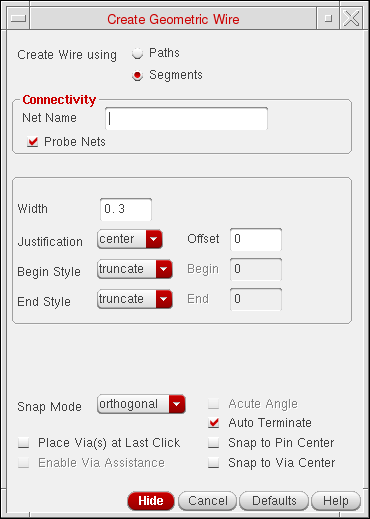 Create Geometric Wire
Create Wire using Paths
Segments
Connectivity
Net Name
Probe Nets
Width 0.3
Justification center Offset 0
Begin Style truncate Begin 0
End Style truncate End 0
Snap Mode orthogonal Acute Angle
Auto Terminate
Place Via(s) at Last Click Snap to Pin Center
Enable Via Assistance Snap to Via Center
Hide Cancel Defaults Help